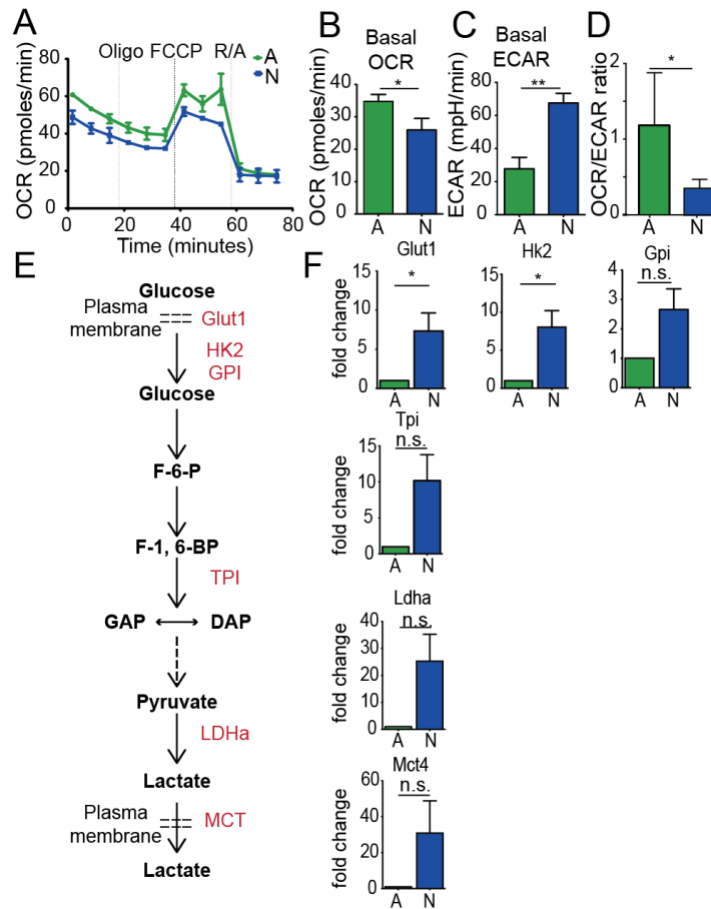 A
Oligo FCCP R/A
A
N
OCR (pmoles/min)
80
60
40
20
0
0 20 40 60 80
Time (minutes)
B
Basal
OCR
*
OCR (pmoles/min)
40
30
20
10
0
A N
C
Basal
ECAR
**
ECAR (mpH/min)
80
60
40
20
0
A N
D
*
OCR/ECAR ratio
2
1
0
A N
E
Glucose
Plasma
membrane
Glut1
HK2
GPI
Glucose
F-6-P
F-1, 6-BP
TPI
GAP DAP
Pyruvate
LDHa
Lactate
Plasma
membrane
MCT
Lactate
F
Glut1
*
fold change
15
10
5
0
A N
Hk2
*
15
10
5
0
A N
Gpi
n.s.
4
3
2
1
0
A N
Tpi
n.s.
fold change
15
10
5
0
A N
Ldha
n.s.
fold change
40
30
20
10
0
A N
Mct4
n.s.
fold change
60
40
20
0
A N